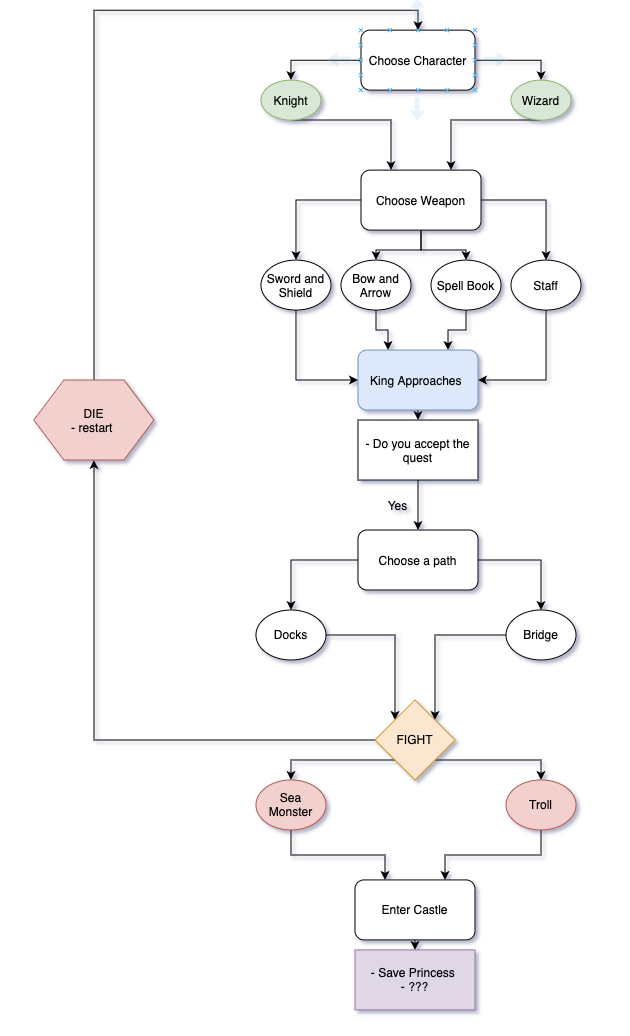 Choose Character
Knight
Wizard
Choose Weapon
Sword and
Shield
Bow and
Arrow
Spell Book
Staff
King Approaches
DIE
- restart
- Do you accept the
quest
Yes
Choose a path
Docks
Bridge
FIGHT
Sea
Monster
Troll
Enter Castle
- Save Princess
- ???